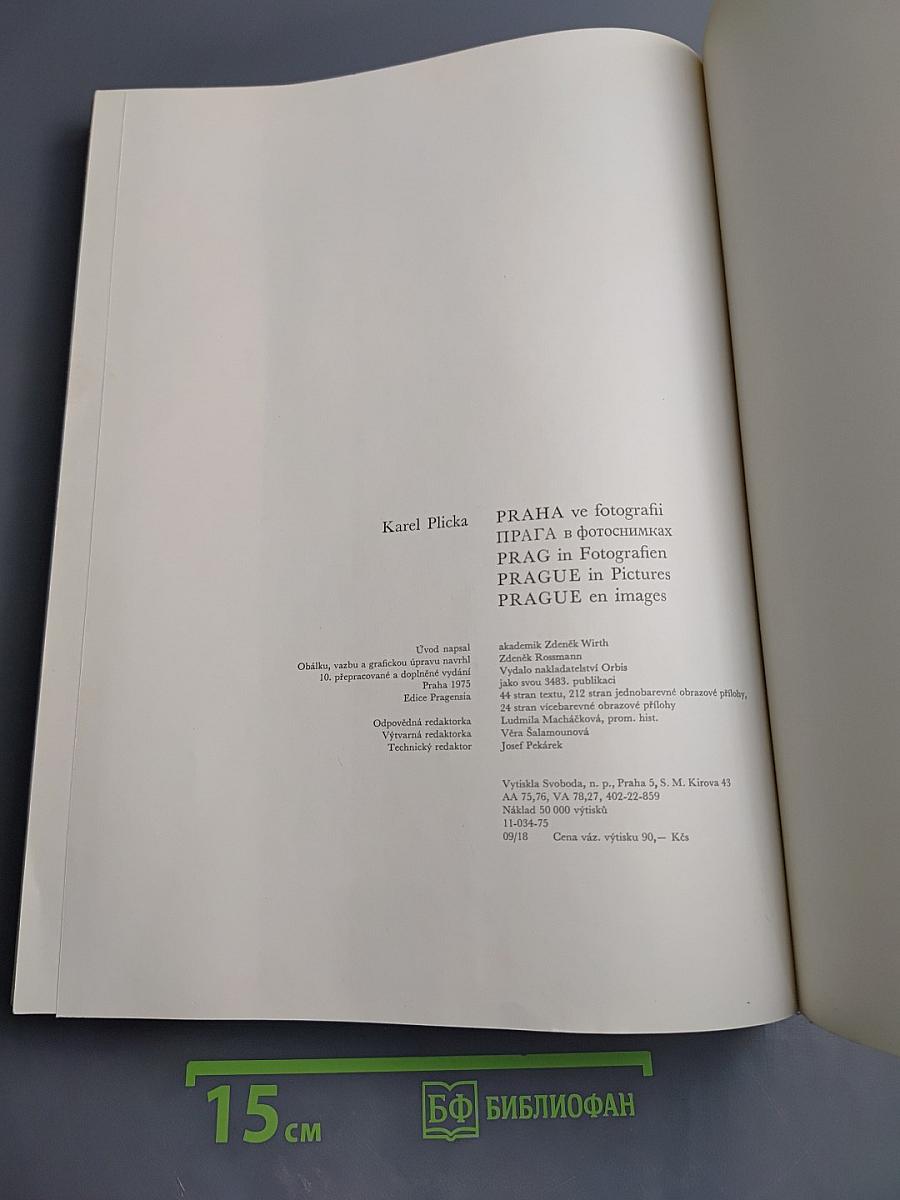 Karel Plicka
PRAHA ve fotografii
ПРАГА в фотоснимках
PRAG in Fotografien
PRAGUE in Pictures
PRAGUE en images
Úvod napsal akademik Zdeněk Wirth
Obálku, vazbu a grafickou úpravu navrhl Zdeněk Rossmann
10. přepracované a doplněné vydání Vydalo nakladatelství Orbis
Praha 1975 jako svou 3483. publikaci
Edice Pragensia 44 stran textu, 212 stran jednobarevné obrazové přílohy,
24 stran vícebarevné obrazové přílohy
Odpovědná redaktorka Ludmila Macháčková, prom. hist.
Výtvarná redaktorka Věra Šalamounová
Technický redaktor Josef Pekárek
Vytiskla Svoboda, n. p., Praha 5, S. M. Kirova 43
AA 75,76, VA 78,27, 402-22-859
Náklad 50 000 výtisků
11-034-75
09/18 Cena váz. výtisku 90,— Kčs
15 см
БФ БИБЛИОФАН